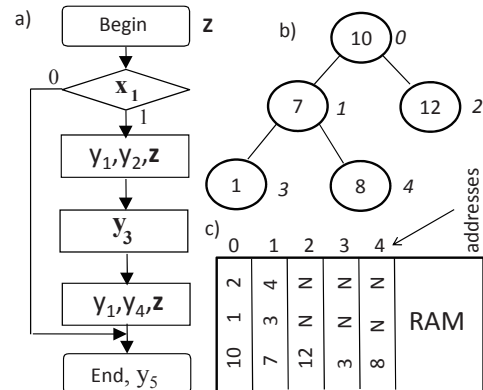 a)
Begin
z
0
x1
1
y1,y2,z
y3
y1,y4,z
End, y5
b)
10 0
7 1
12 2
1 3
8 4
c)
addresses
0 1 2 3 4
2 4 N N N
1 3 N N N
10 7 12 3 8
RAM